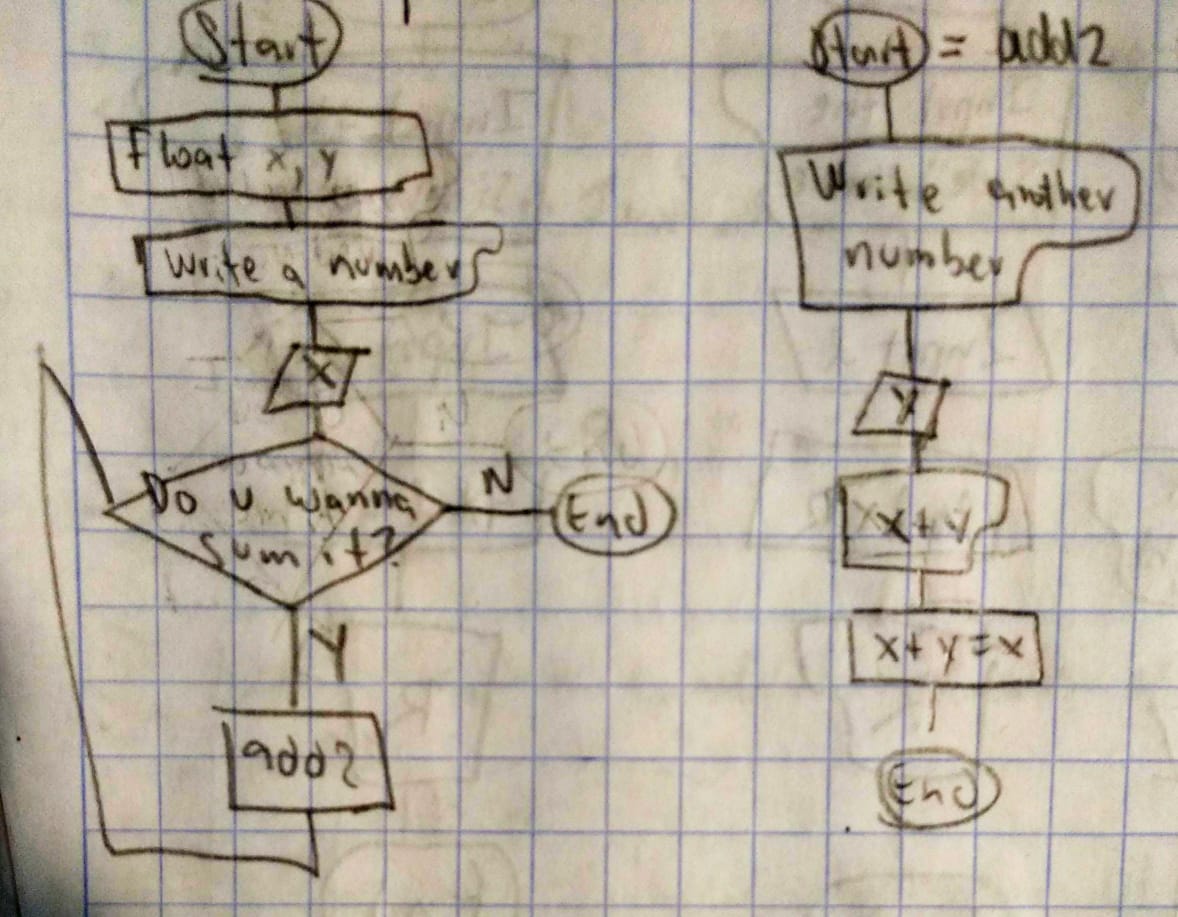 Start
float x, y
Write a number
x
Do u wanna
sum it?
N
End
Y
add2
Start = add2
Write another
number
y
x + y
x + y = x
End